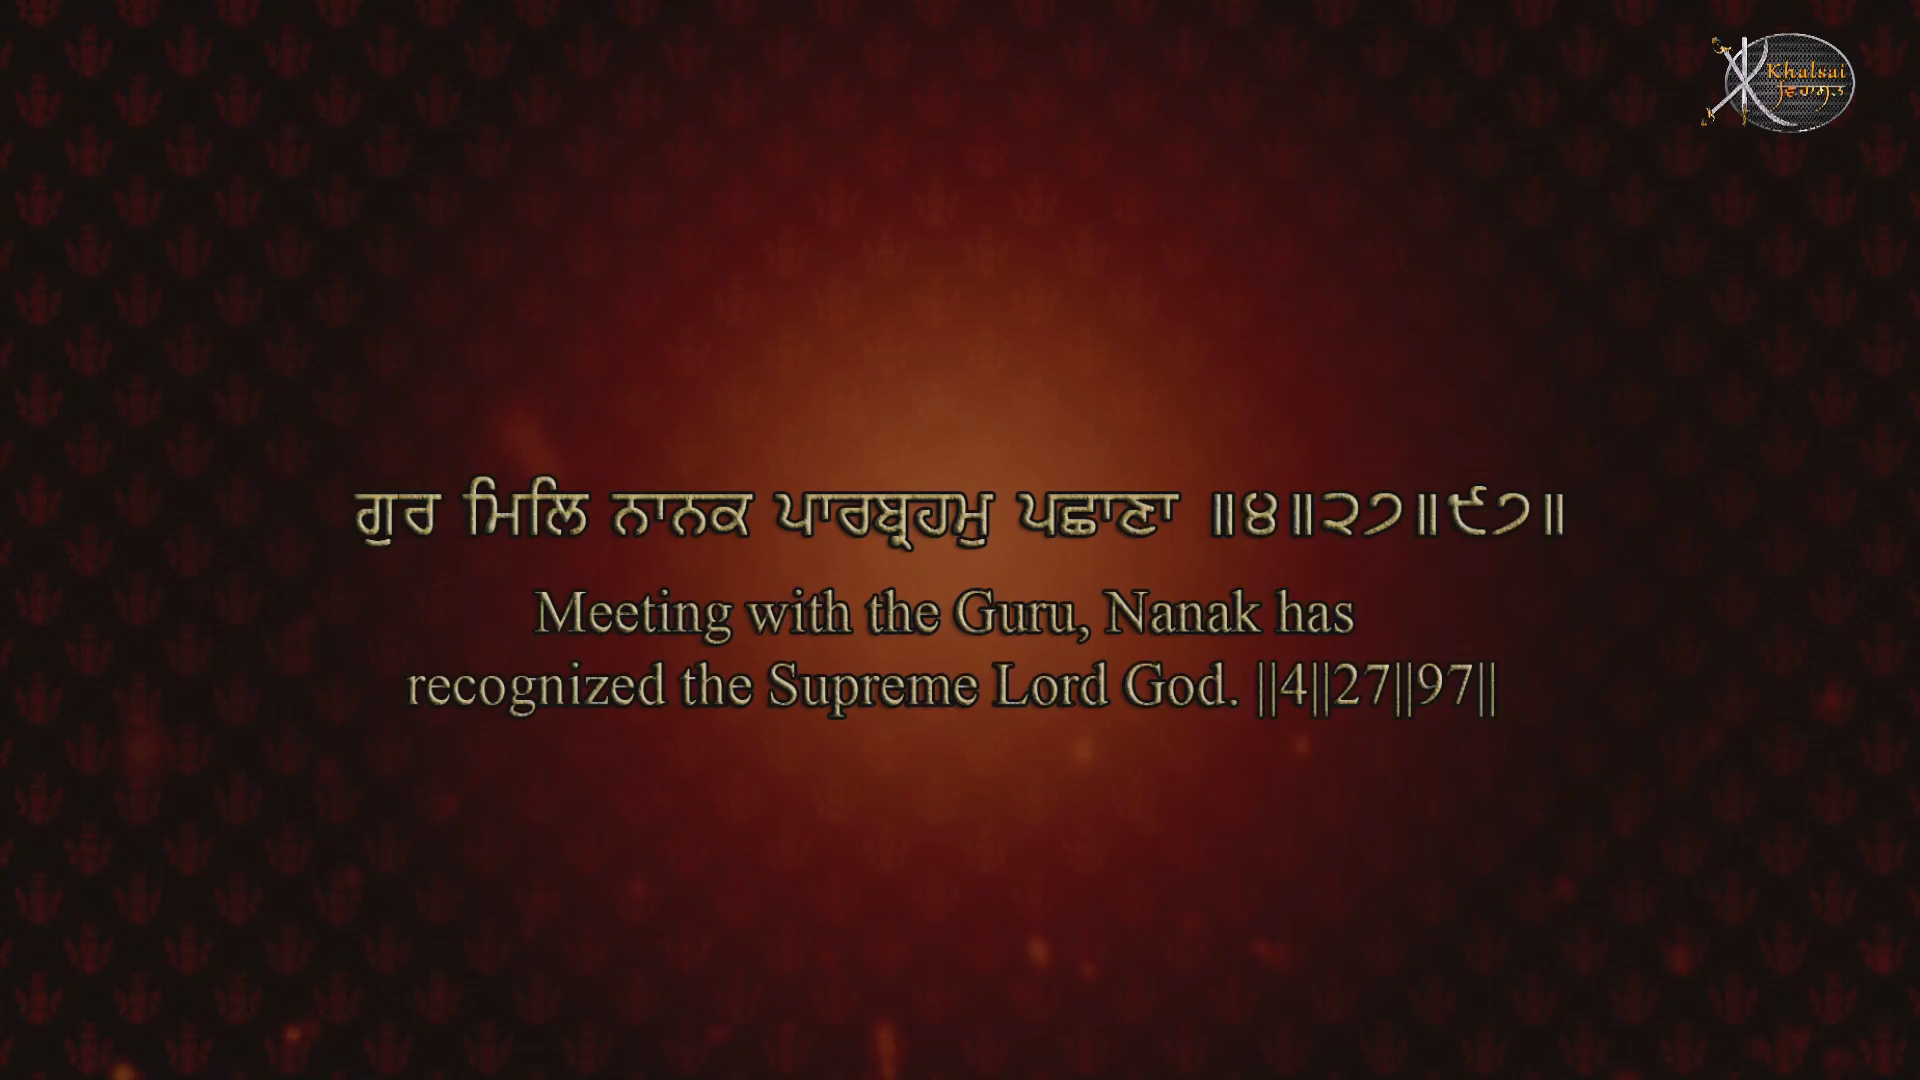 Khalsai
ਵਿਰਾਸਤ
ਗੁਰ ਮਿਲਿ ਨਾਨਕ ਪਾਰਬ੍ਰਹਮੁ ਪਛਾਣਾ ॥੪॥੨੭॥੯੭॥
Meeting with the Guru, Nanak has
recognized the Supreme Lord God. ||4||27||97||